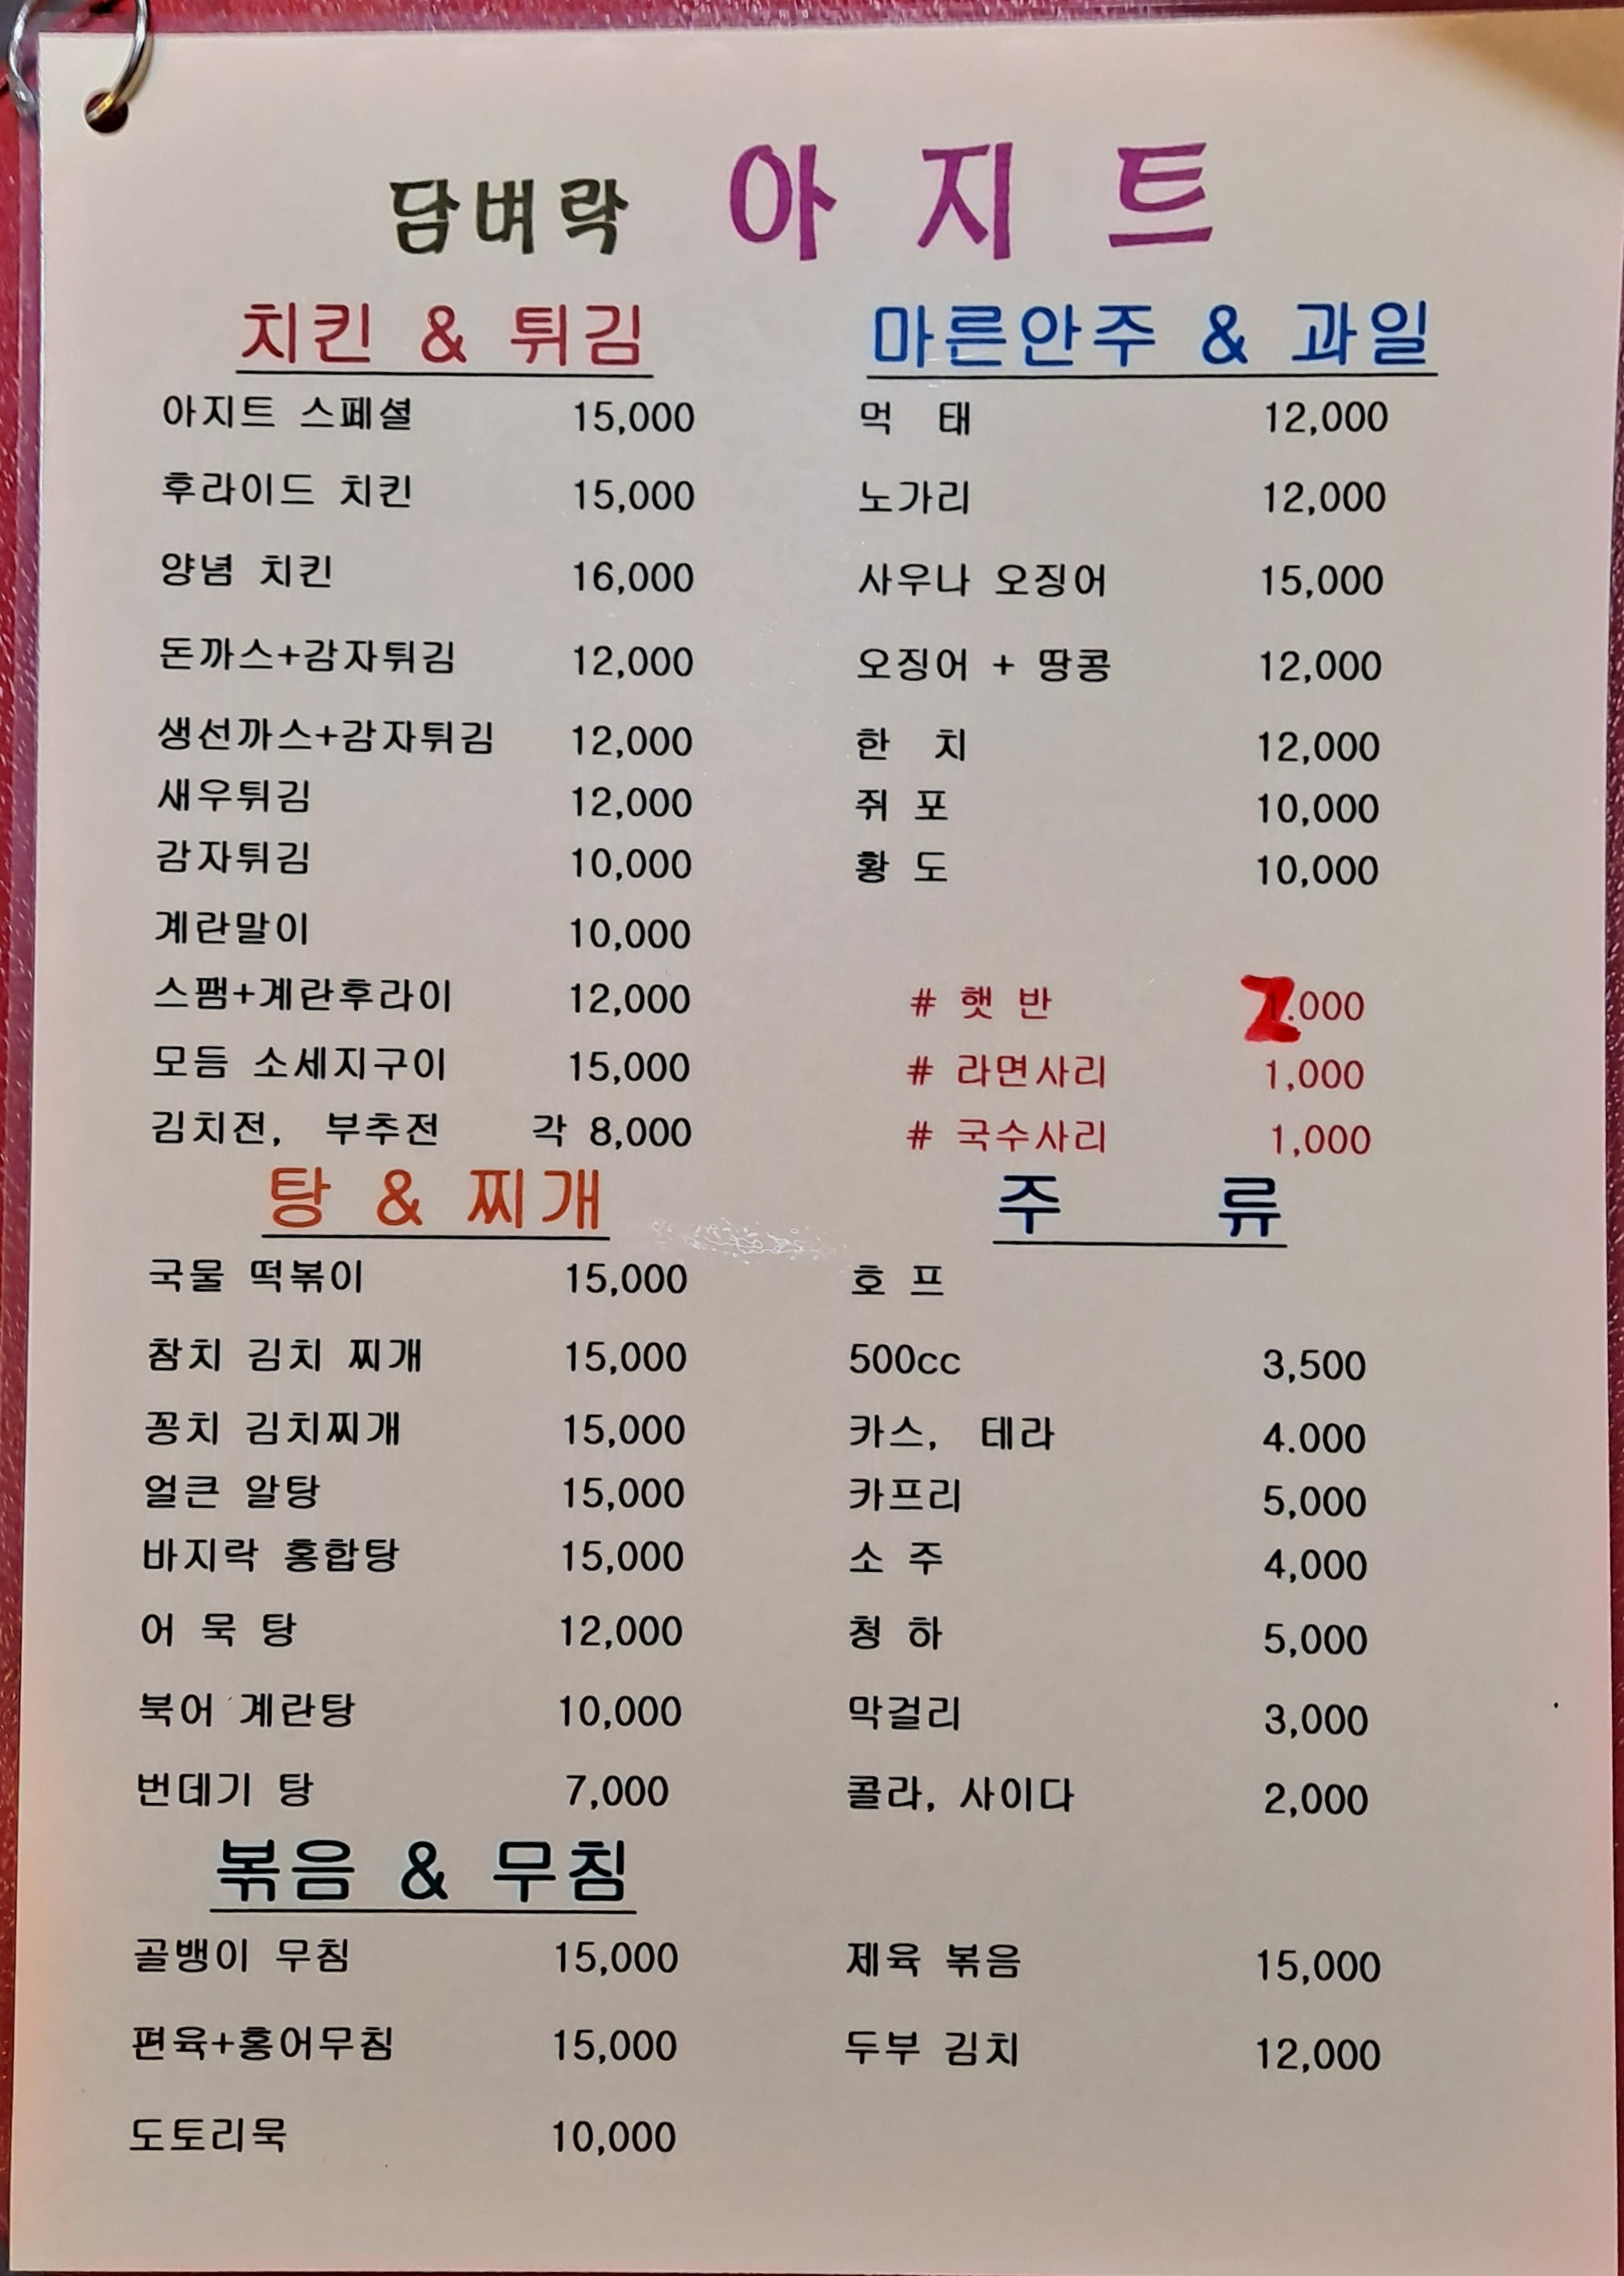 담벼락 아 지 트
치킨 & 튀김
아지트 스페셜 15,000
후라이드 치킨 15,000
양념 치킨 16,000
돈까스+감자튀김 12,000
생선까스+감자튀김 12,000
새우튀김 12,000
감자튀김 10,000
계란말이 10,000
스팸+계란후라이 12,000
모듬 소세지구이 15,000
김치전, 부추전 각 8,000
마른안주 & 과일
먹 태 12,000
노가리 12,000
사우나 오징어 15,000
오징어 + 땅콩 12,000
한 치 12,000
쥐 포 10,000
황 도 10,000
# 햇 반 2.000
# 라면사리 1,000
# 국수사리 1,000
탕 & 찌개
국물 떡볶이 15,000
참치 김치 찌개 15,000
꽁치 김치찌개 15,000
얼큰 알탕 15,000
바지락 홍합탕 15,000
어 묵 탕 12,000
북어 계란탕 10,000
번데기 탕 7,000
주 류
호 프
500cc 3,500
카스, 테라 4.000
카프리 5,000
소 주 4,000
청 하 5,000
막걸리 3,000
콜라, 사이다 2,000
볶음 & 무침
골뱅이 무침 15,000
편육+홍어무침 15,000
도토리묵 10,000
제육 볶음 15,000
두부 김치 12,000